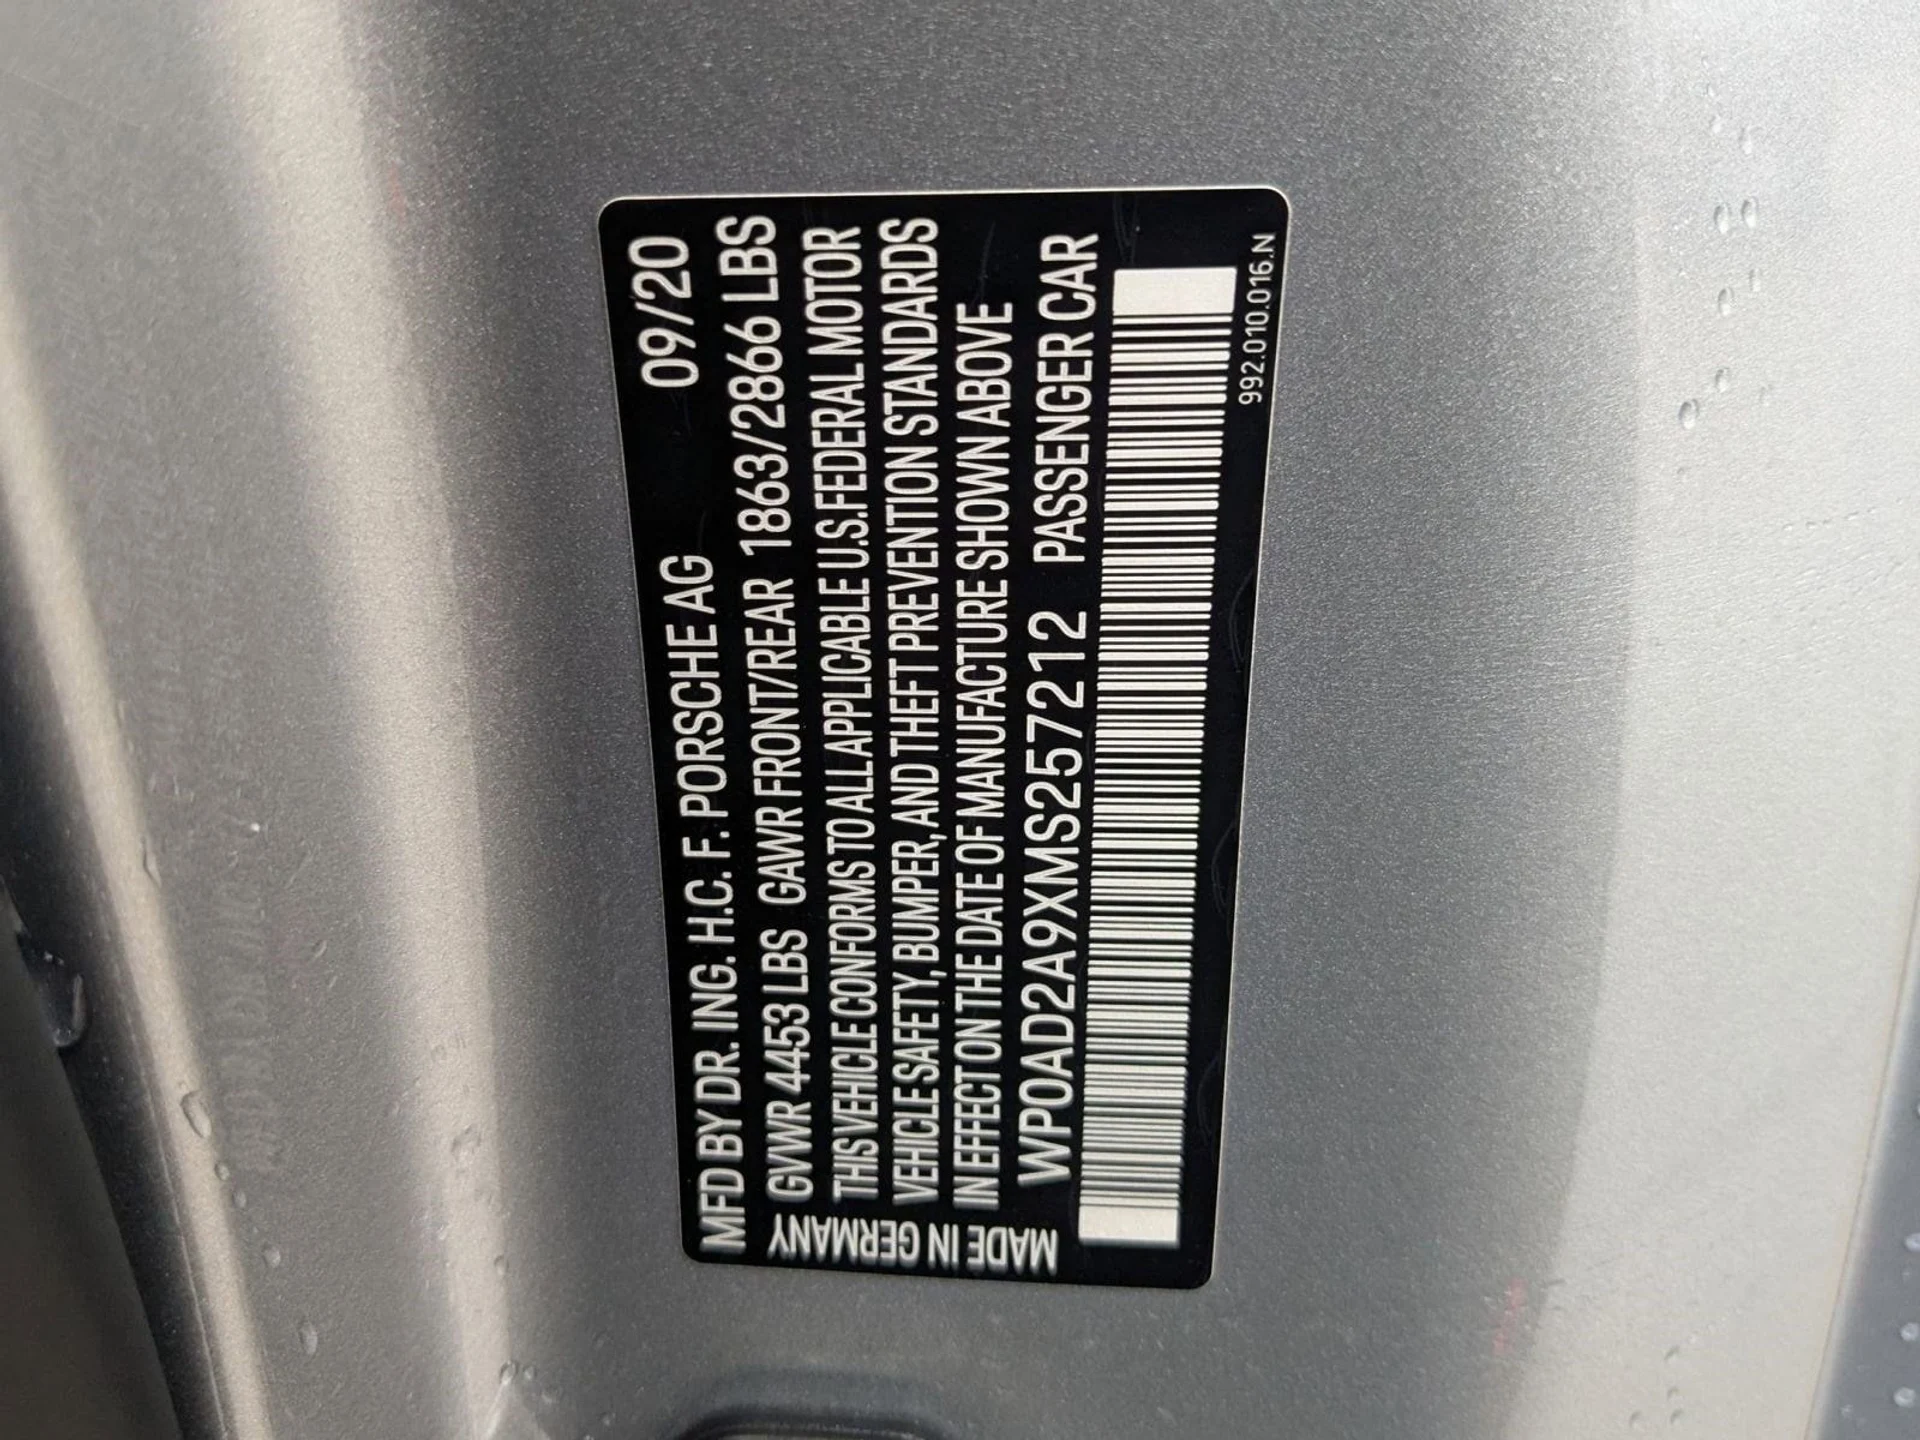 MFD BY DR. ING. H.C. F. PORSCHE AG 09/20
GVWR 4453 LBS GAWR FRONT/REAR 1863/2866 LBS
THIS VEHICLE CONFORMS TO ALL APPLICABLE U.S. FEDERAL MOTOR
VEHICLE SAFETY, BUMPER, AND THEFT PREVENTION STANDARDS
IN EFFECT ON THE DATE OF MANUFACTURE SHOWN ABOVE
WP0AD2A9XMS257212 PASSENGER CAR
MADE IN GERMANY
992.010.016.N